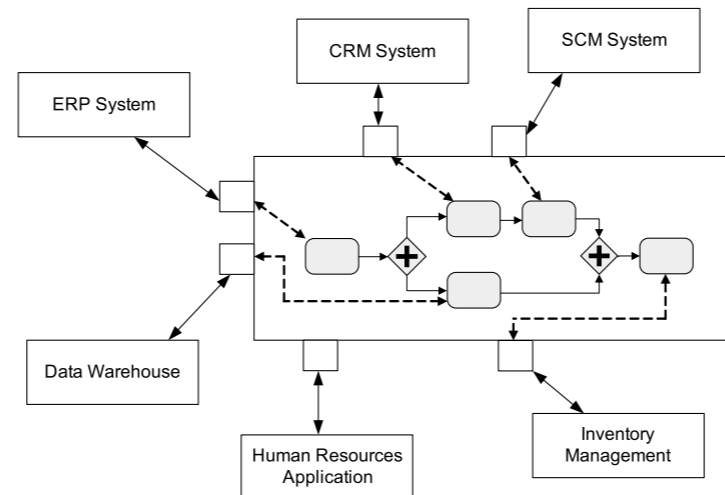 SCM System
CRM System
ERP System
Data Warehouse
Human Resources
Application
Inventory
Management